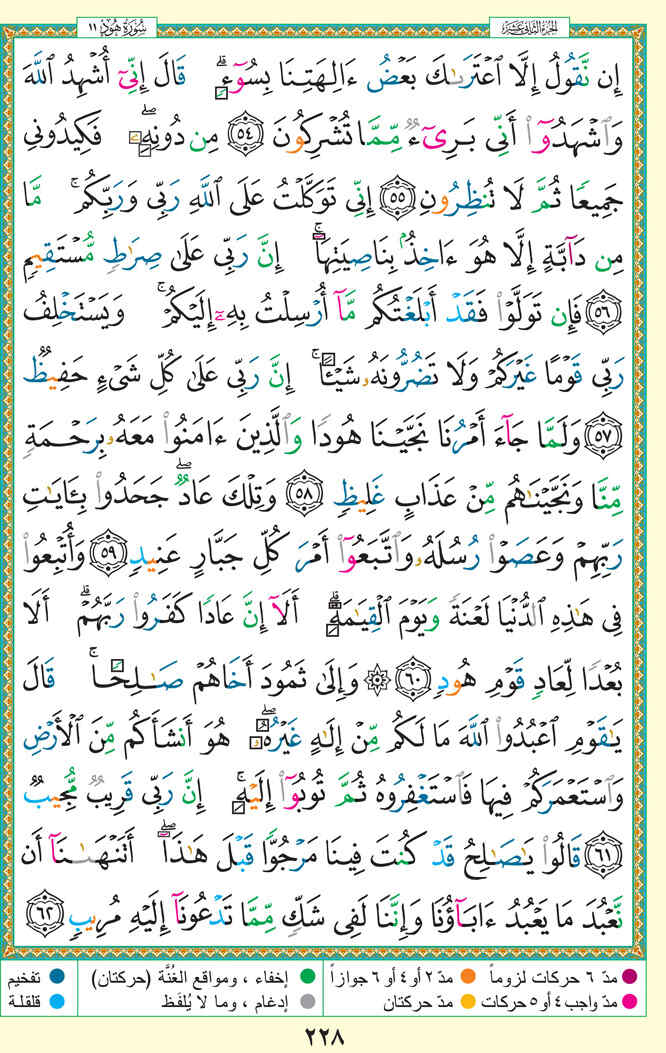 سُورَةُ هُودٍ ١١
الجزء الثاني عشر
إِن نَّقُولُ إِلَّا ٱعْتَرَىٰكَ بَعْضُ ءَالِهَتِنَا بِسُوٓءٍ ۗ قَالَ إِنِّىٓ أُشْهِدُ ٱللَّهَ
وَٱشْهَدُوٓا۟ أَنِّى بَرِىٓءٌ مِّمَّا تُشْرِكُونَ ﴿٥٤﴾ مِن دُونِهِۦ ۖ فَكِيدُونِى
جَمِيعًا ثُمَّ لَا تُنظِرُونِ ﴿٥٥﴾ إِنِّى تَوَكَّلْتُ عَلَى ٱللَّهِ رَبِّى وَرَبِّكُم ۚ مَّا
مِن دَآبَّةٍ إِلَّا هُوَ ءَاخِذٌۢ بِنَاصِيَتِهَآ ۚ إِنَّ رَبِّى عَلَىٰ صِرَٰطٍ مُّسْتَقِيمٍ
﴿٥٦﴾ فَإِن تَوَلَّوْا۟ فَقَدْ أَبْلَغْتُكُم مَّآ أُرْسِلْتُ بِهِۦٓ إِلَيْكُمْ ۚ وَيَسْتَخْلِفُ
رَبِّى قَوْمًا غَيْرَكُمْ وَلَا تَضُرُّونَهُۥ شَيْـًٔا ۚ إِنَّ رَبِّى عَلَىٰ كُلِّ شَىْءٍ حَفِيظٌ
﴿٥٧﴾ وَلَمَّا جَآءَ أَمْرُنَا نَجَّيْنَا هُودًا وَٱلَّذِينَ ءَامَنُوا۟ مَعَهُۥ بِرَحْمَةٍ
مِّنَّا وَنَجَّيْنَٰهُم مِّنْ عَذَابٍ غَلِيظٍ ﴿٥٨﴾ وَتِلْكَ عَادٌ ۖ جَحَدُوا۟ بِـَٔايَٰتِ
رَبِّهِمْ وَعَصَوْا۟ رُسُلَهُۥ وَٱتَّبَعُوٓا۟ أَمْرَ كُلِّ جَبَّارٍ عَنِيدٍ ﴿٥٩﴾ وَأُتْبِعُوا۟
فِى هَٰذِهِ ٱلدُّنْيَا لَعْنَةً وَيَوْمَ ٱلْقِيَٰمَةِ ۗ أَلَآ إِنَّ عَادًا كَفَرُوا۟ رَبَّهُمْ ۗ أَلَا
بُعْدًا لِّعَادٍ قَوْمِ هُودٍ ﴿٦٠﴾ ۞ وَإِلَىٰ ثَمُودَ أَخَاهُمْ صَٰلِحًا ۚ قَالَ
يَٰقَوْمِ ٱعْبُدُوا۟ ٱللَّهَ مَا لَكُم مِّنْ إِلَٰهٍ غَيْرُهُۥ ۖ هُوَ أَنشَأَكُم مِّنَ ٱلْأَرْضِ
وَٱسْتَعْمَرَكُمْ فِيهَا فَٱسْتَغْفِرُوهُ ثُمَّ تُوبُوٓا۟ إِلَيْهِ ۚ إِنَّ رَبِّى قَرِيبٌ مُّجِيبٌ
﴿٦١﴾ قَالُوا۟ يَٰصَٰلِحُ قَدْ كُنتَ فِينَا مَرْجُوًّا قَبْلَ هَٰذَآ ۖ أَتَنْهَىٰنَآ أَن
نَّعْبُدَ مَا يَعْبُدُ ءَابَآؤُنَا وَإِنَّنَا لَفِى شَكٍّ مِّمَّا تَدْعُونَآ إِلَيْهِ مُرِيبٍ ﴿٦٢﴾
مدّ ٦ حركات لزوماً
مدّ ٢ أو ٤ أو ٦ جوازاً
إخفاء ، ومواقع الغُنَّة (حركتان)
تفخيم
مدّ واجب ٤ أو ٥ حركات
مدّ حركتان
إدغام ، وما لا يُلفَظ
قلقلة
٢٢٨